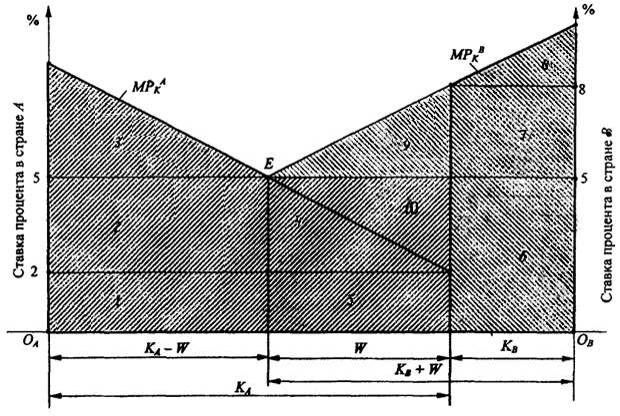 %
%
MP_K^A
MP_K^B
8
8
3
9
7
E
5
5
Ставка процента в стране A
Ставка процента в стране B
2
4
10
6
2
1
5
O_A
K_A – W
W
K_B
O_B
K_B + W
K_A